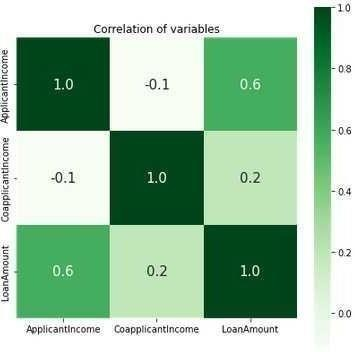 Correlation of variables
1.0
ApplicantIncome
1.0 -0.1 0.6
0.8
0.6
CoapplicantIncome
-0.1 1.0 0.2
0.4
0.2
LoanAmount
0.6 0.2 1.0
0.0
ApplicantIncome CoapplicantIncome LoanAmount